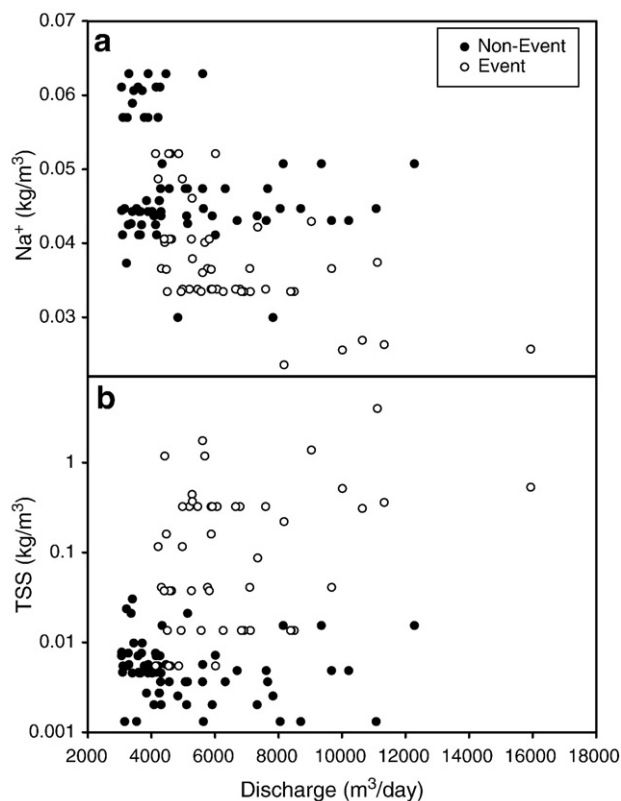 a
Non-Event
Event
0.07
0.06
0.05
0.04
0.03
Na⁺ (kg/m³)
b
1
0.1
0.01
0.001
TSS (kg/m³)
2000 4000 6000 8000 10000 12000 14000 16000 18000
Discharge (m³/day)